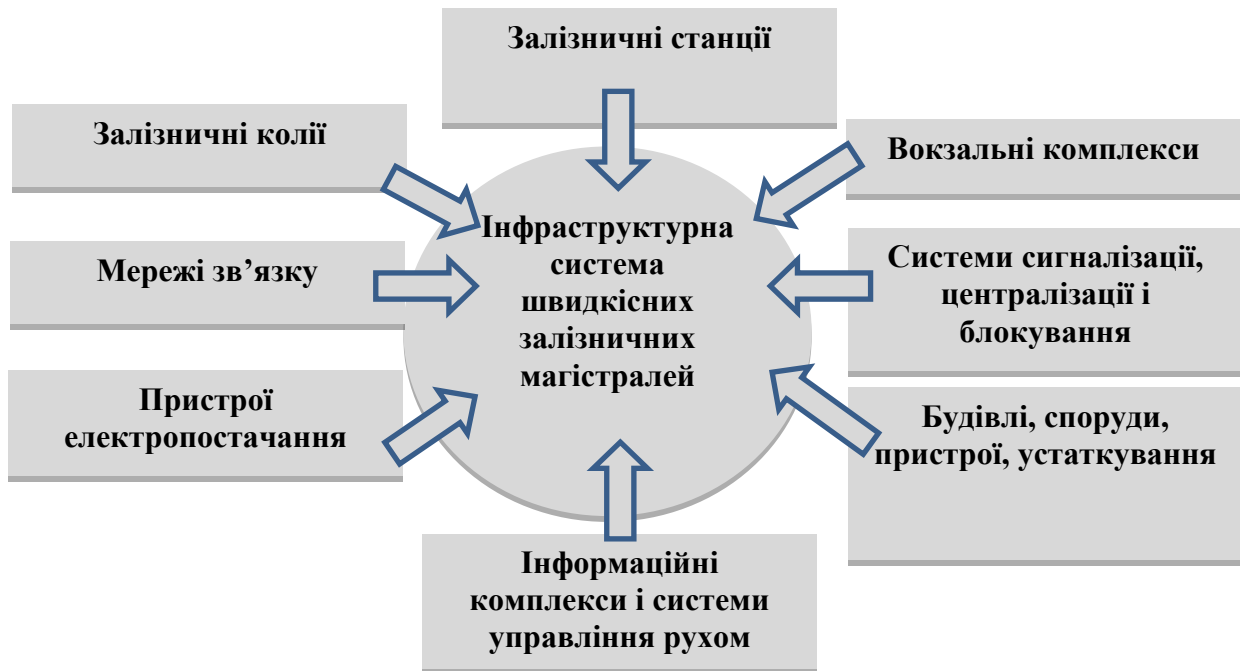 Залізничні станції
Залізничні колії
Вокзальні комплекси
Інфраструктурна
система
швидкісних
залізничних
магістралей
Мережі зв’язку
Системи сигналізації,
централізації і
блокування
Пристрої
електропостачання
Будівлі, споруди,
пристрої, устаткування
Інформаційні
комплекси і системи
управління рухом